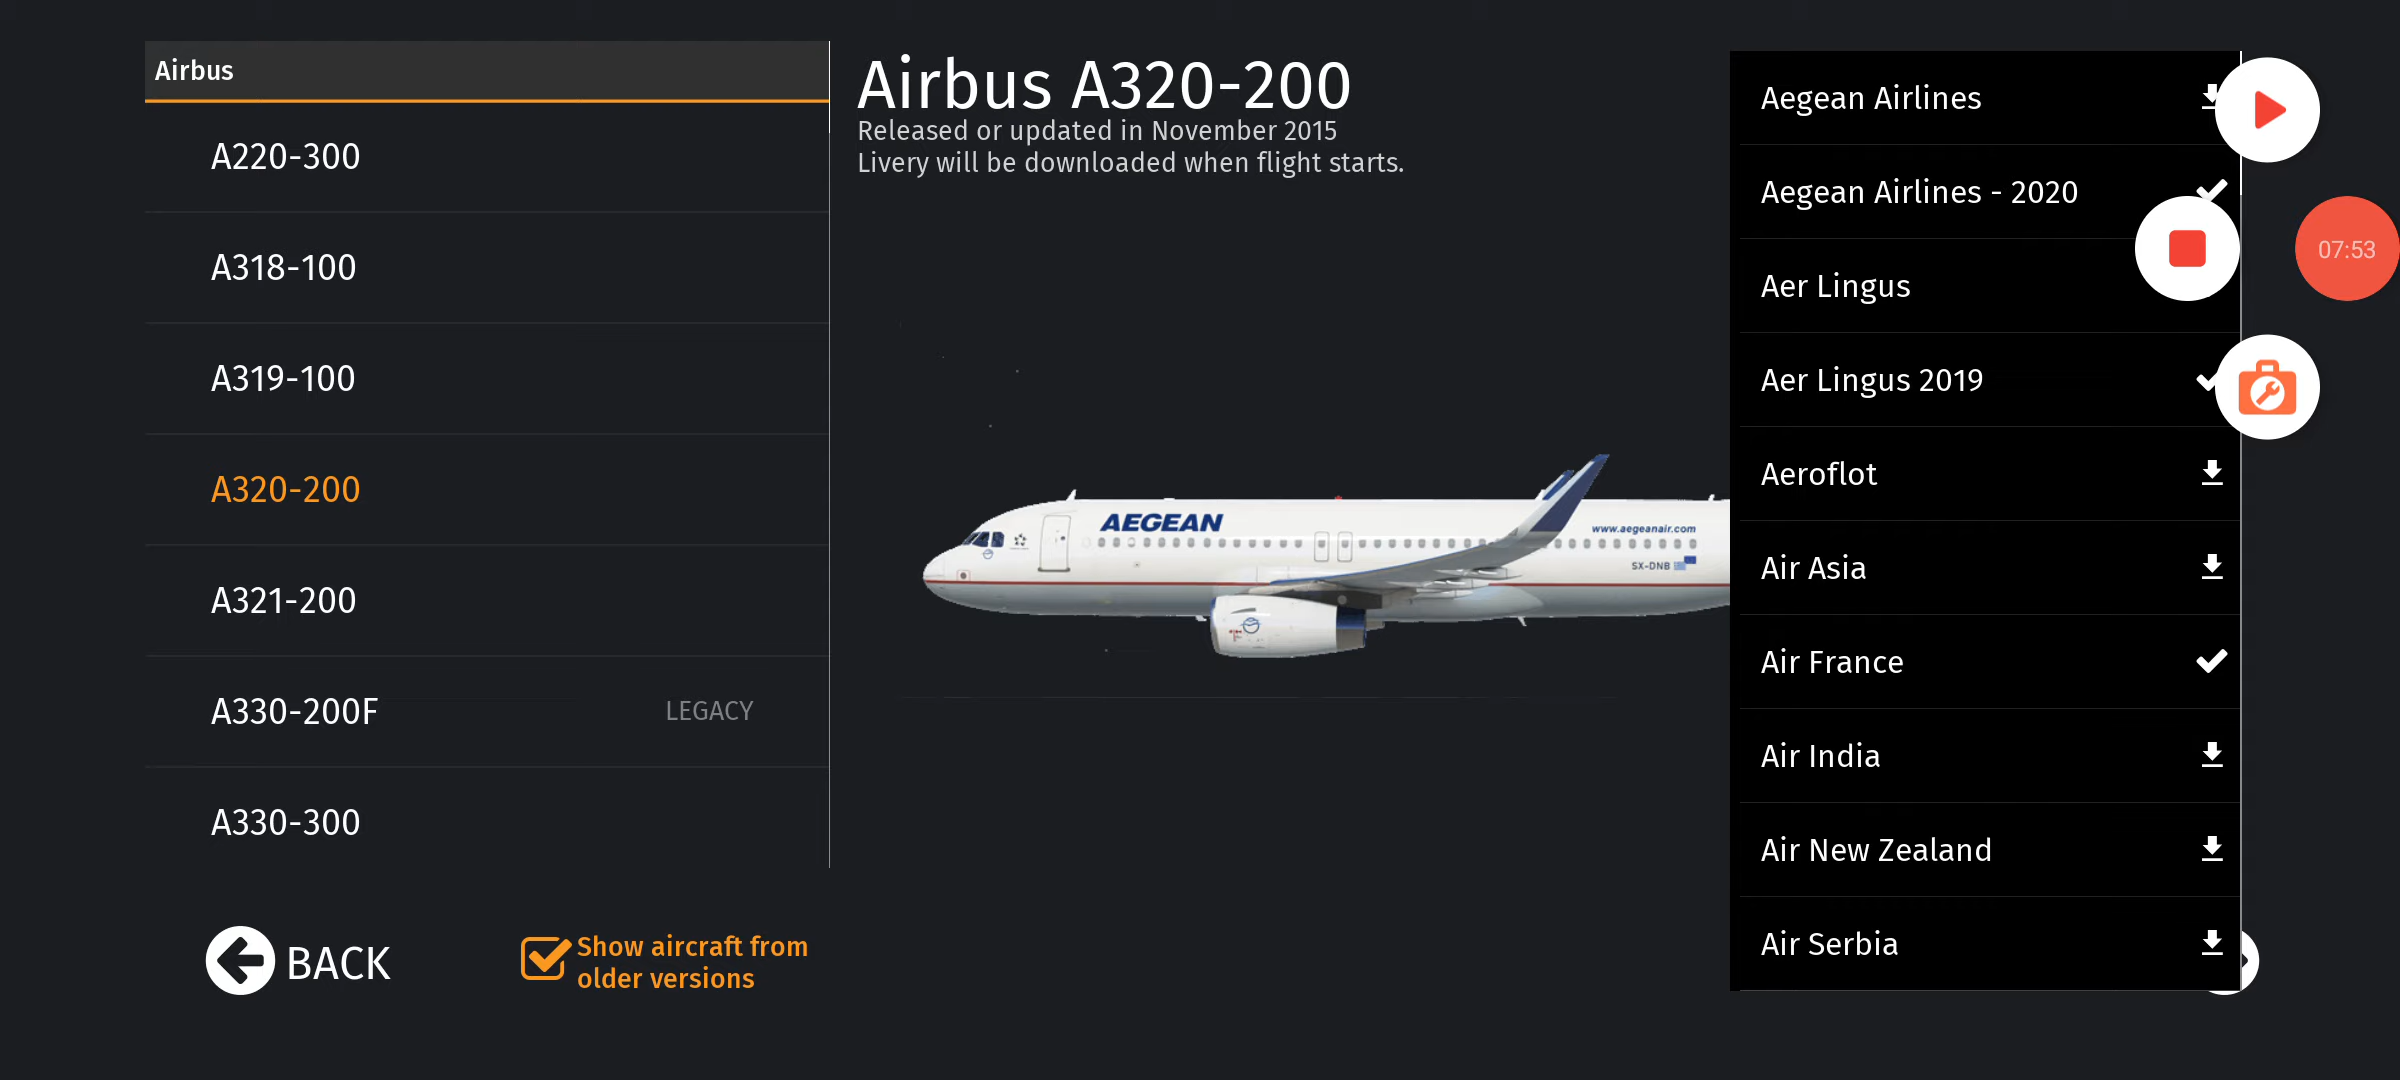 Airbus
A220-300
A318-100
A319-100
A320-200
A321-200
A330-200F LEGACY
A330-300
BACK
Show aircraft from
older versions
Airbus A320-200
Released or updated in November 2015
Livery will be downloaded when flight starts.
AEGEAN
www.aegeanair.com
SX-DNB
Aegean Airlines
Aegean Airlines - 2020
Aer Lingus
Aer Lingus 2019
Aeroflot
Air Asia
Air France
Air India
Air New Zealand
Air Serbia
07:53